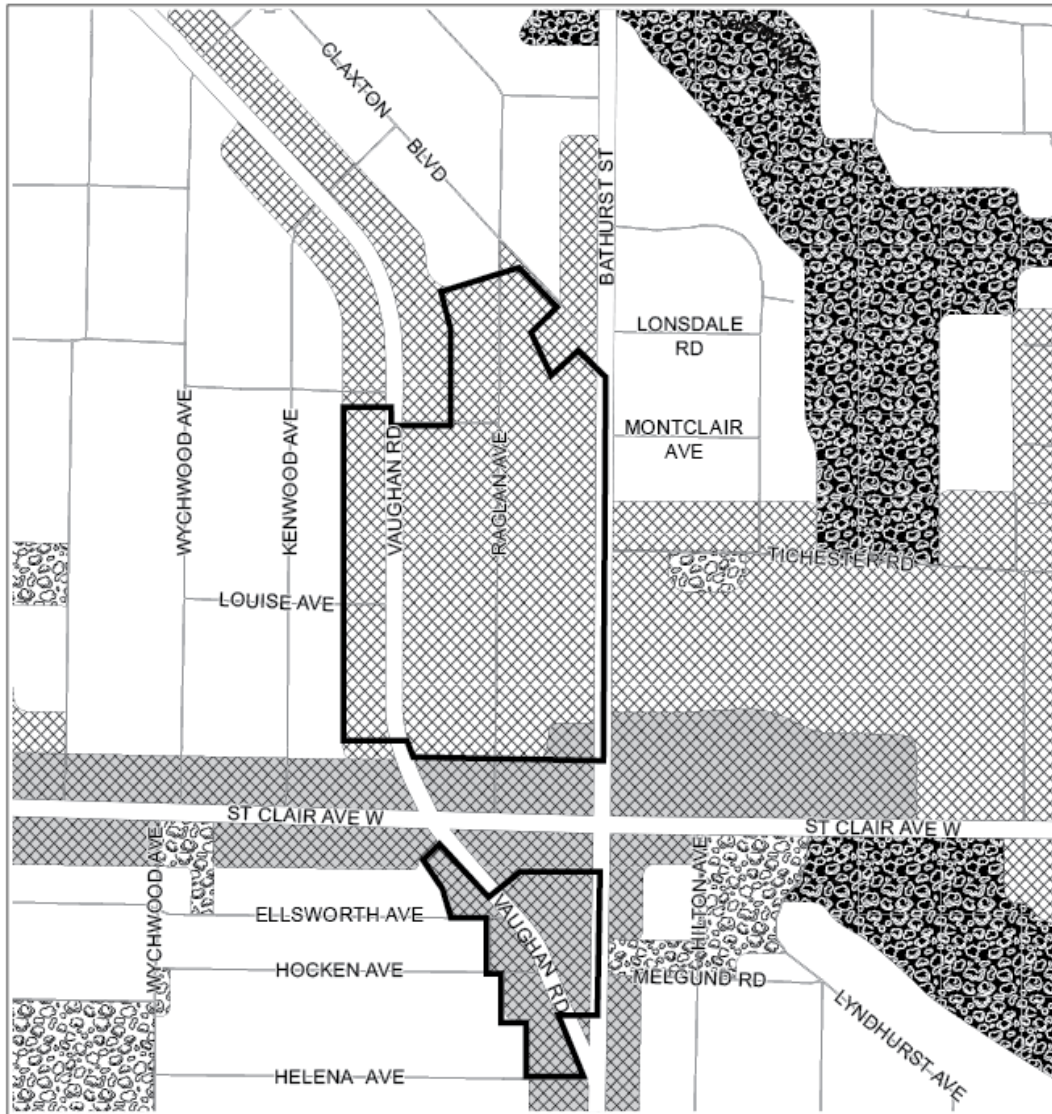 CLAXTON
BLVD
BATHURST ST
LONSDALE
RD
MONTCLAIR
AVE
WYCHWOOD AVE
KENWOOD AVE
VAUGHAN RD
RAGLAN AVE
TICHESTER RD
LOUISE AVE
ST CLAIR AVE W
ST CLAIR AVE W
WYCHWOOD AVE
HILTON AVE
ELLSWORTH AVE
VAUGHAN RD
HOCKEN AVE
MELGUND RD
LYNDHURST AVE
HELENA AVE